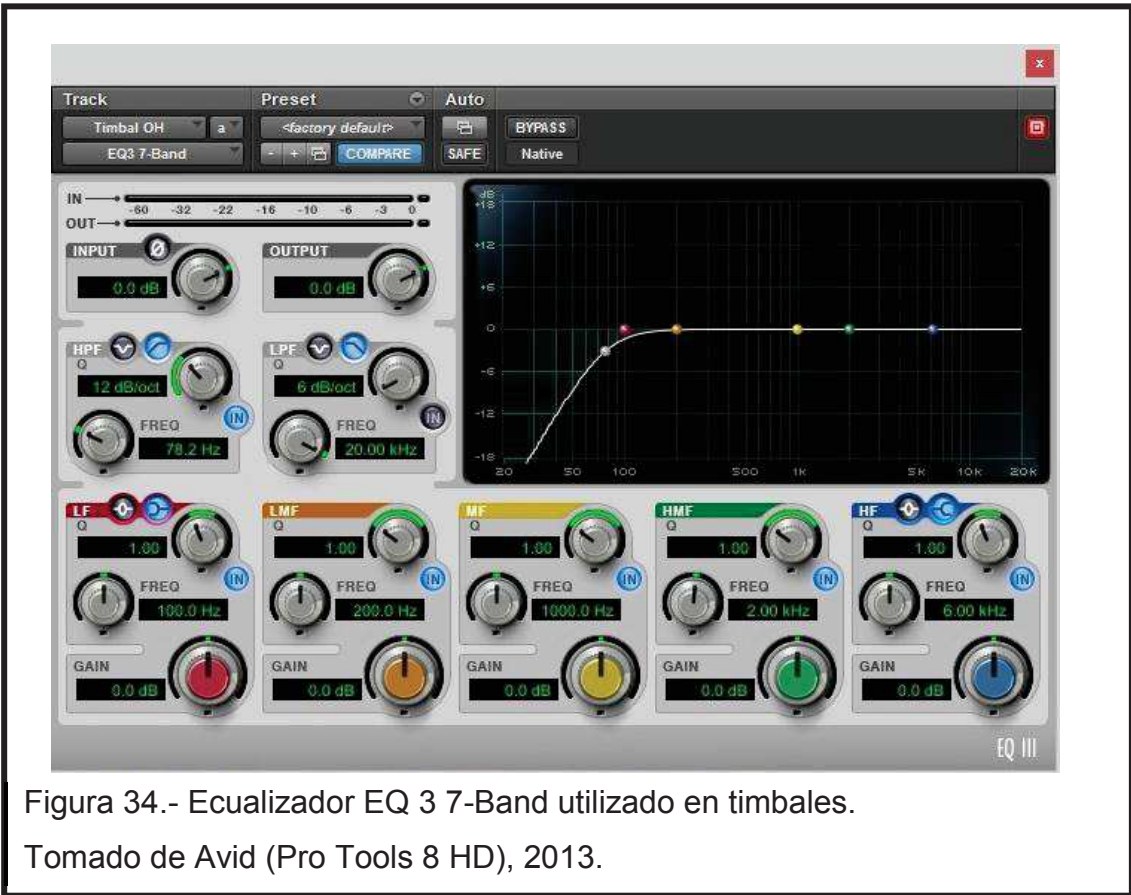 x
Track Preset Auto
Timbal OH a <factory default> BYPASS
EQ3 7-Band - + COMPARE SAFE Native
IN
-60 -32 -22 -16 -10 -6 -3 0
OUT
INPUT Ø OUTPUT
0.0 dB 0.0 dB
HPF LPF
Q Q
12 dB/oct 6 dB/oct
IN IN
FREQ FREQ
78.2 Hz 20.00 kHz
dB
+18
+12
+6
0
-6
-12
-18
20 50 100 500 1K 5K 10K 20K
LF LMF MF HMF HF
Q Q Q Q Q
1.00 1.00 1.00 1.00 1.00
IN IN IN IN IN
FREQ FREQ FREQ FREQ FREQ
100.0 Hz 200.0 Hz 1000.0 Hz 2.00 kHz 6.00 kHz
GAIN GAIN GAIN GAIN GAIN
0.0 dB 0.0 dB 0.0 dB 0.0 dB 0.0 dB
EQ III
Figura 34.- Ecualizador EQ 3 7-Band utilizado en timbales.
Tomado de Avid (Pro Tools 8 HD), 2013.